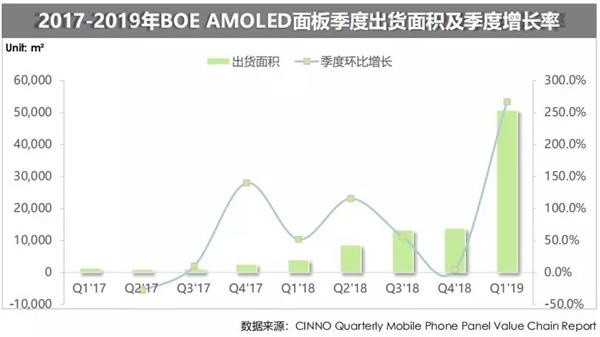 2017-2019年BOE AMOLED面板季度出货面积及季度增长率
Unit: m²
出货面积 季度环比增长
60,000 300.0%
50,000 250.0%
40,000 200.0%
30,000 150.0%
20,000 100.0%
10,000 50.0%
0 0.0%
-10,000 -50.0%
Q1'17 Q2'17 Q3'17 Q4'17 Q1'18 Q2'18 Q3'18 Q4'18 Q1'19
数据来源：CINNO Quarterly Mobile Phone Panel Value Chain Report